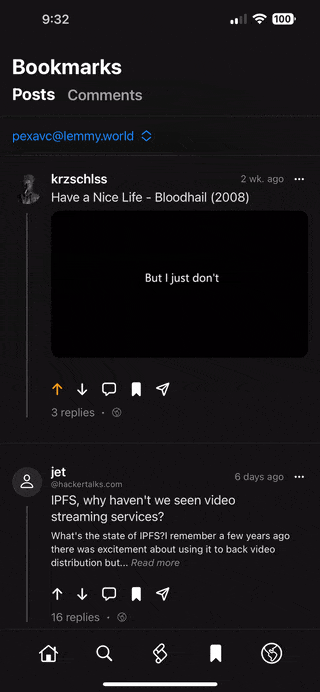 9:32
100
Bookmarks
Posts Comments
pexavc@lemmy.world
krzschlss 2 wk. ago
Have a Nice Life - Bloodhail (2008)
But I just don't
3 replies •
jet
@hackertalks.com
6 days ago
IPFS, why haven't we seen video
streaming services?
What's the state of IPFS?I remember a few years ago
there was excitement about using it to back video
distribution but... Read more
16 replies •